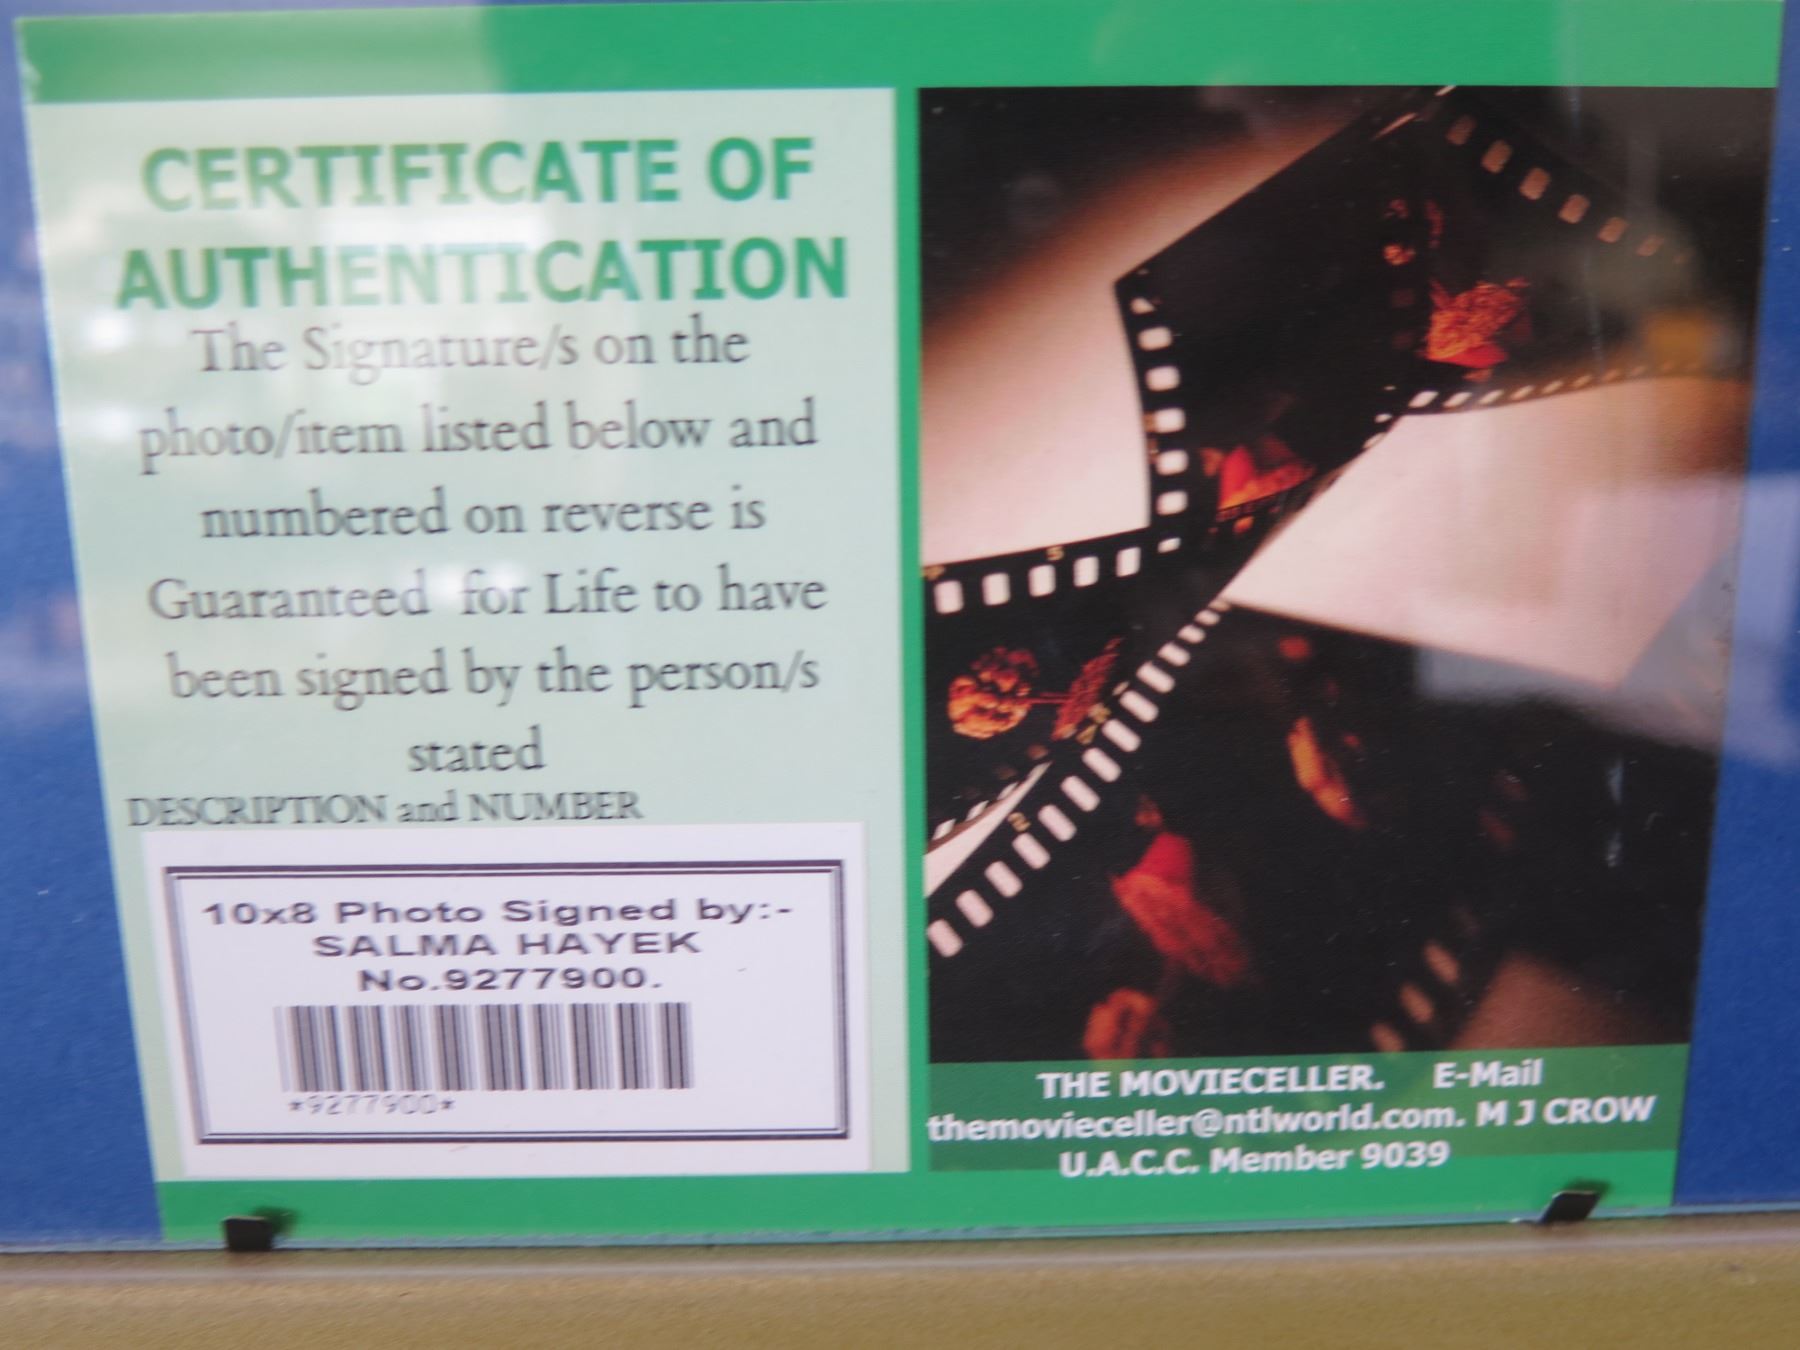 CERTIFICATE OF
AUTHENTICATION
The Signature/s on the
photo/item listed below and
numbered on reverse is
Guaranteed for Life to have
been signed by the person/s
stated
DESCRIPTION and NUMBER
10x8 Photo Signed by:-
SALMA HAYEK
No.9277900.
*9277900*
5
2
THE MOVIECELLER. E-Mail
themovieceller@ntlworld.com. M J CROW
U.A.C.C. Member 9039